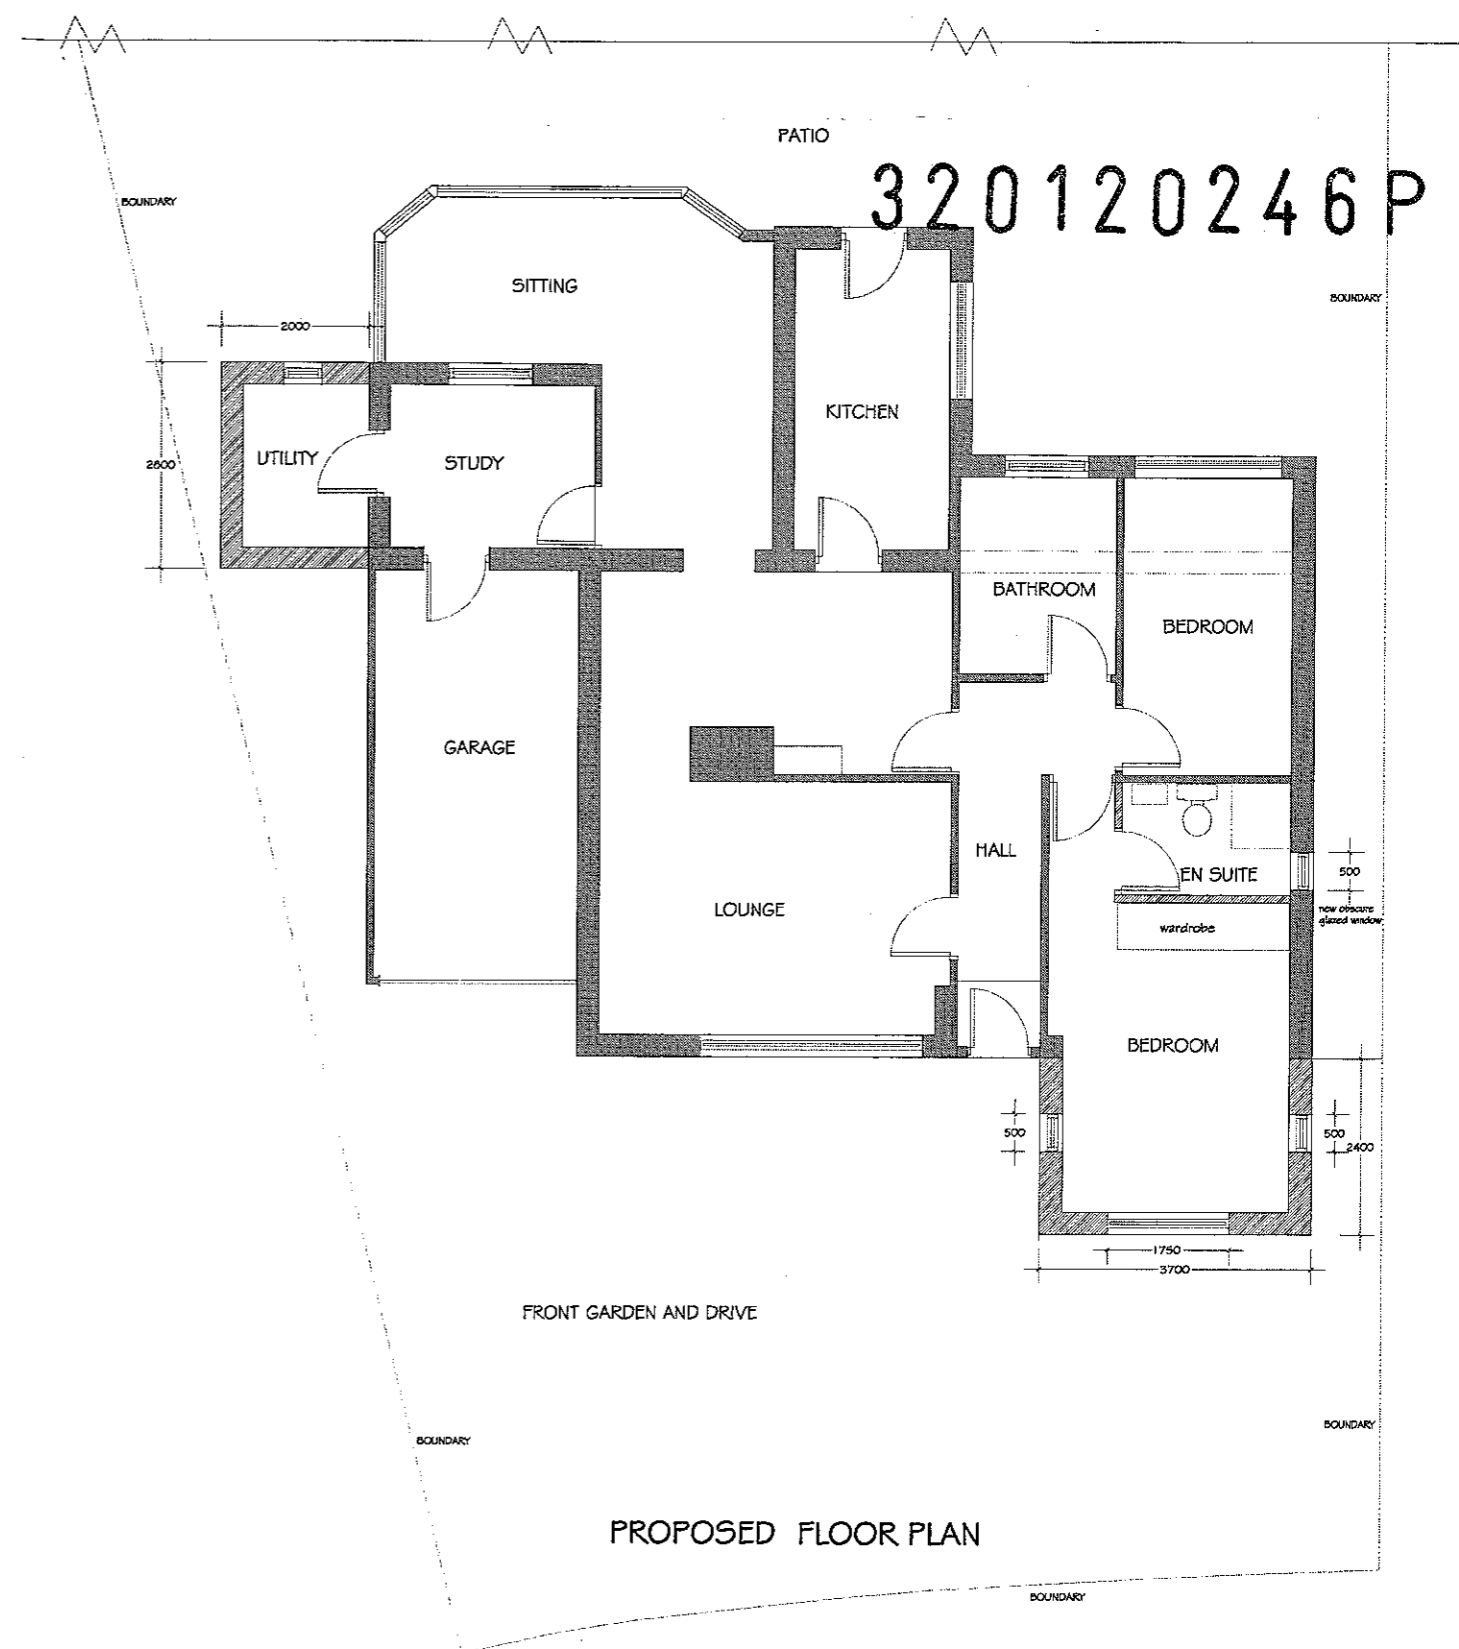 PATIO
320120246P
BOUNDARY
BOUNDARY
SITTING
2000
KITCHEN
UTILITY
STUDY
2800
BATHROOM
BEDROOM
GARAGE
HALL
EN SUITE
500
LOUNGE
new obscure
glazed window
wardrobe
BEDROOM
500
500
2400
1750
3700
FRONT GARDEN AND DRIVE
BOUNDARY
BOUNDARY
PROPOSED FLOOR PLAN
BOUNDARY